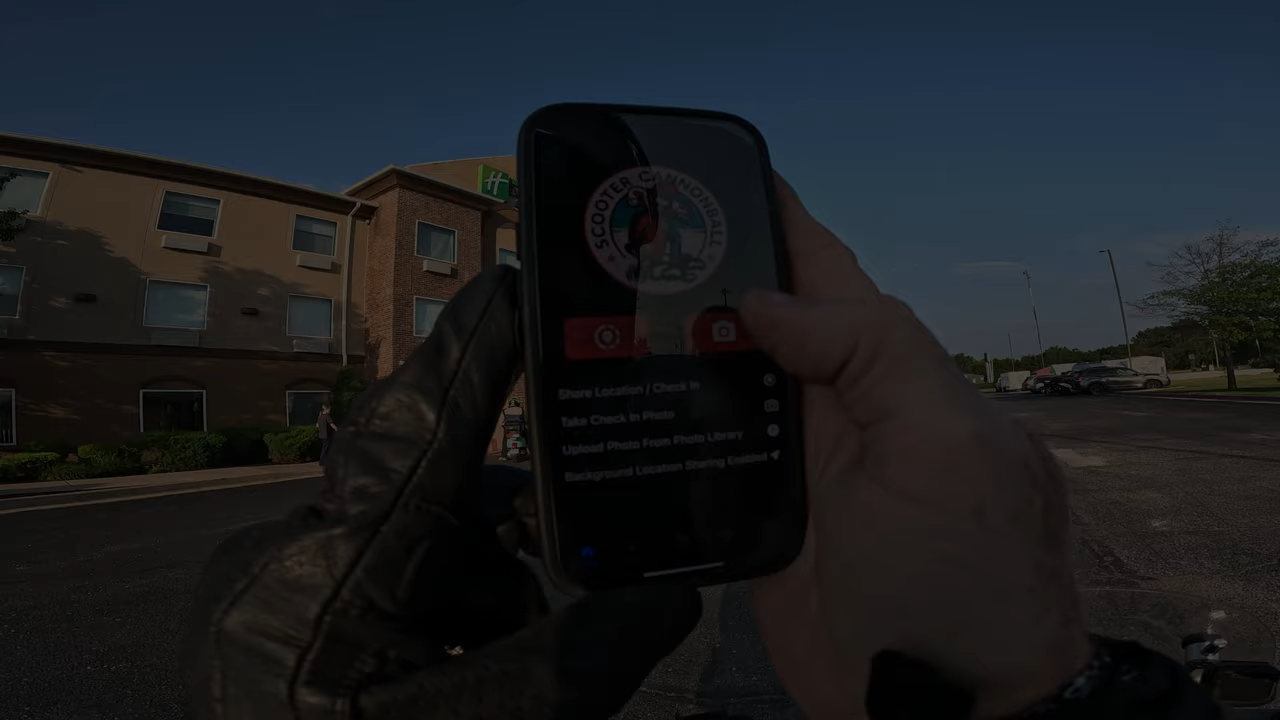 SCOOTER CANNONBALL
Share Location / Check In
Take Check In Photo
Upload Photo From Photo Library
Background Location Sharing Enabled
H